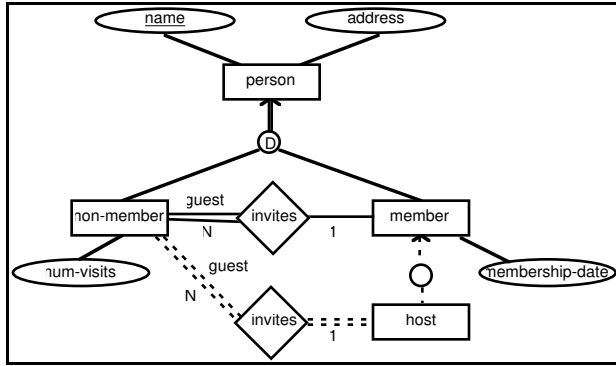 name
address
person
D
non-member
guest
N
invites
1
member
num-visits
guest
N
membership-date
invites
1
host